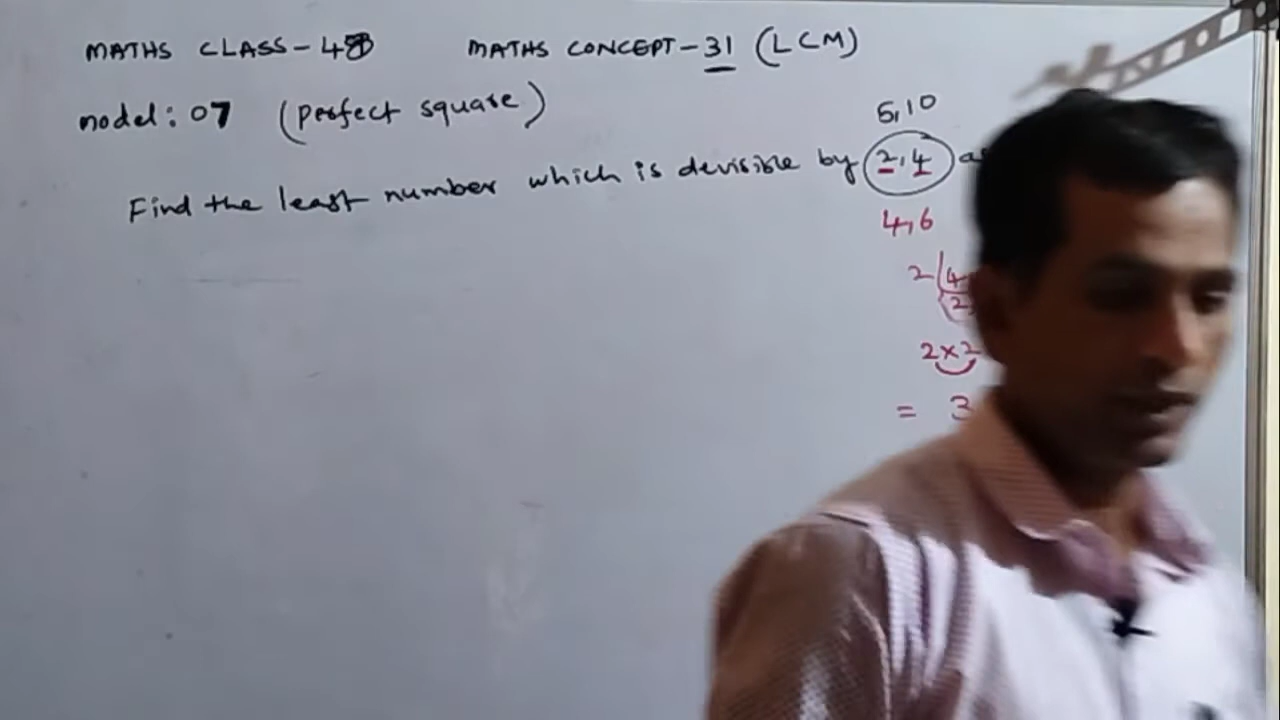 MATHS CLASS-48 MATHS CONCEPT-31 (LCM)
model: 07 (perfect square)
5,10
Find the least number which is devisible by 2,4
4,6
2 4
2
2×2
= 3